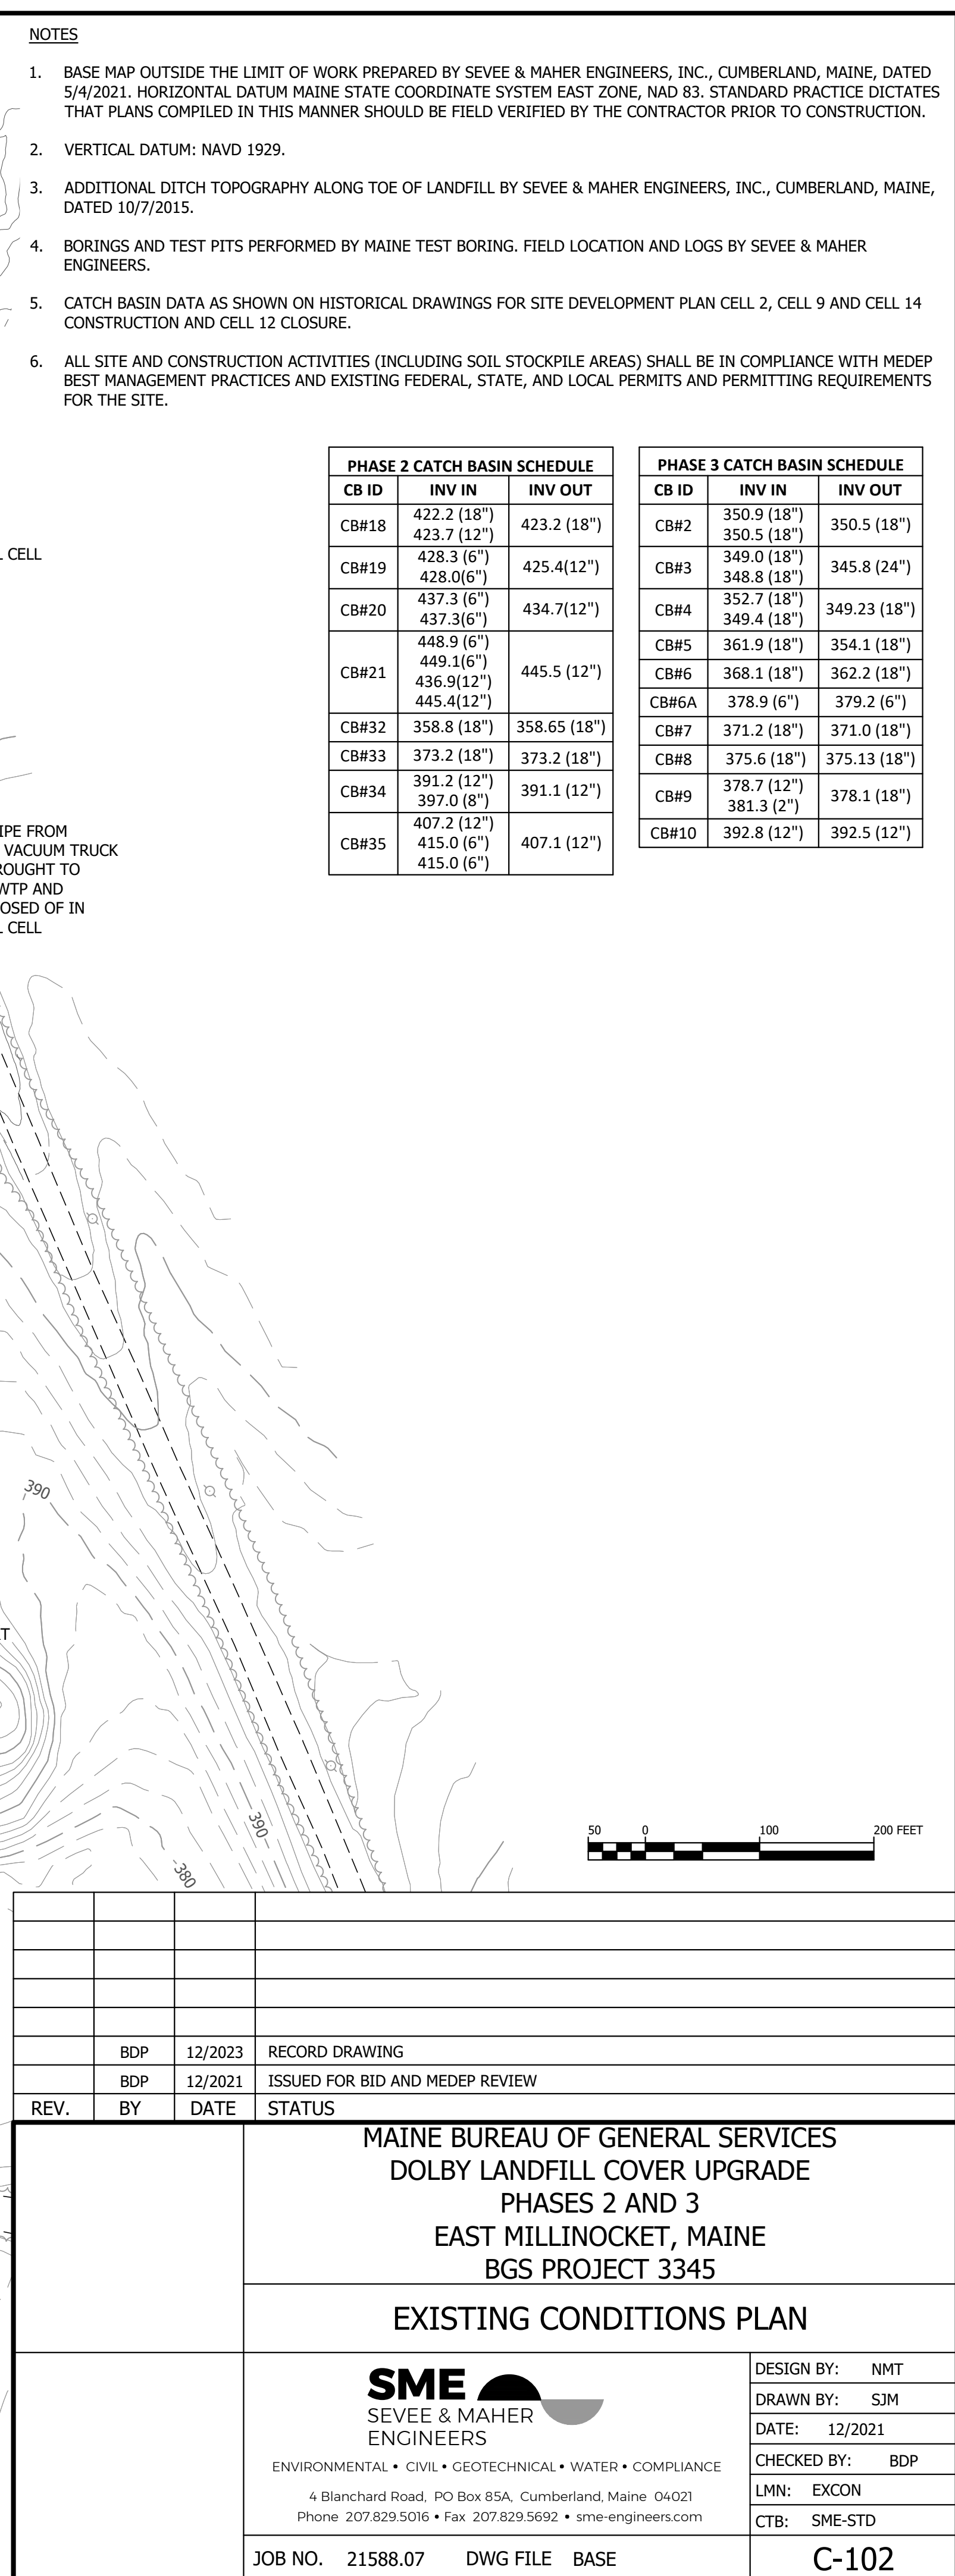 NOTES
1. BASE MAP OUTSIDE THE LIMIT OF WORK PREPARED BY SEVEE & MAHER ENGINEERS, INC., CUMBERLAND, MAINE, DATED
5/4/2021. HORIZONTAL DATUM MAINE STATE COORDINATE SYSTEM EAST ZONE, NAD 83. STANDARD PRACTICE DICTATES
THAT PLANS COMPILED IN THIS MANNER SHOULD BE FIELD VERIFIED BY THE CONTRACTOR PRIOR TO CONSTRUCTION.
2. VERTICAL DATUM: NAVD 1929.
3. ADDITIONAL DITCH TOPOGRAPHY ALONG TOE OF LANDFILL BY SEVEE & MAHER ENGINEERS, INC., CUMBERLAND, MAINE,
DATED 10/7/2015.
4. BORINGS AND TEST PITS PERFORMED BY MAINE TEST BORING. FIELD LOCATION AND LOGS BY SEVEE & MAHER
ENGINEERS.
5. CATCH BASIN DATA AS SHOWN ON HISTORICAL DRAWINGS FOR SITE DEVELOPMENT PLAN CELL 2, CELL 9 AND CELL 14
CONSTRUCTION AND CELL 12 CLOSURE.
6. ALL SITE AND CONSTRUCTION ACTIVITIES (INCLUDING SOIL STOCKPILE AREAS) SHALL BE IN COMPLIANCE WITH MEDEP
BEST MANAGEMENT PRACTICES AND EXISTING FEDERAL, STATE, AND LOCAL PERMITS AND PERMITTING REQUIREMENTS
FOR THE SITE.
L CELL
PHASE 2 CATCH BASIN SCHEDULE
CB ID INV IN INV OUT
CB#18 422.2 (18") 423.2 (18")
423.7 (12")
CB#19 428.3 (6") 425.4(12")
428.0(6")
CB#20 437.3 (6") 434.7(12")
437.3(6")
CB#21 448.9 (6") 445.5 (12")
449.1(6")
436.9(12")
445.4(12")
CB#32 358.8 (18") 358.65 (18")
CB#33 373.2 (18") 373.2 (18")
CB#34 391.2 (12") 391.1 (12")
397.0 (8")
CB#35 407.2 (12") 407.1 (12")
415.0 (6")
415.0 (6")
PHASE 3 CATCH BASIN SCHEDULE
CB ID INV IN INV OUT
CB#2 350.9 (18") 350.5 (18")
350.5 (18")
CB#3 349.0 (18") 345.8 (24")
348.8 (18")
CB#4 352.7 (18") 349.23 (18")
349.4 (18")
CB#5 361.9 (18") 354.1 (18")
CB#6 368.1 (18") 362.2 (18")
CB#6A 378.9 (6") 379.2 (6")
CB#7 371.2 (18") 371.0 (18")
CB#8 375.6 (18") 375.13 (18")
CB#9 378.7 (12") 378.1 (18")
381.3 (2")
CB#10 392.8 (12") 392.5 (12")
IPE FROM
VACUUM TRUCK
ROUGHT TO
WTP AND
OSED OF IN
L CELL
390
T
390
380
50 0 100 200 FEET
BDP 12/2023 RECORD DRAWING
BDP 12/2021 ISSUED FOR BID AND MEDEP REVIEW
REV. BY DATE STATUS
MAINE BUREAU OF GENERAL SERVICES
DOLBY LANDFILL COVER UPGRADE
PHASES 2 AND 3
EAST MILLINOCKET, MAINE
BGS PROJECT 3345
EXISTING CONDITIONS PLAN
SME
SEVEE & MAHER
ENGINEERS
ENVIRONMENTAL • CIVIL • GEOTECHNICAL • WATER • COMPLIANCE
4 Blanchard Road, PO Box 85A, Cumberland, Maine 04021
Phone 207.829.5016 • Fax 207.829.5692 • sme-engineers.com
DESIGN BY: NMT
DRAWN BY: SJM
DATE: 12/2021
CHECKED BY: BDP
LMN: EXCON
CTB: SME-STD
JOB NO. 21588.07 DWG FILE BASE
C-102